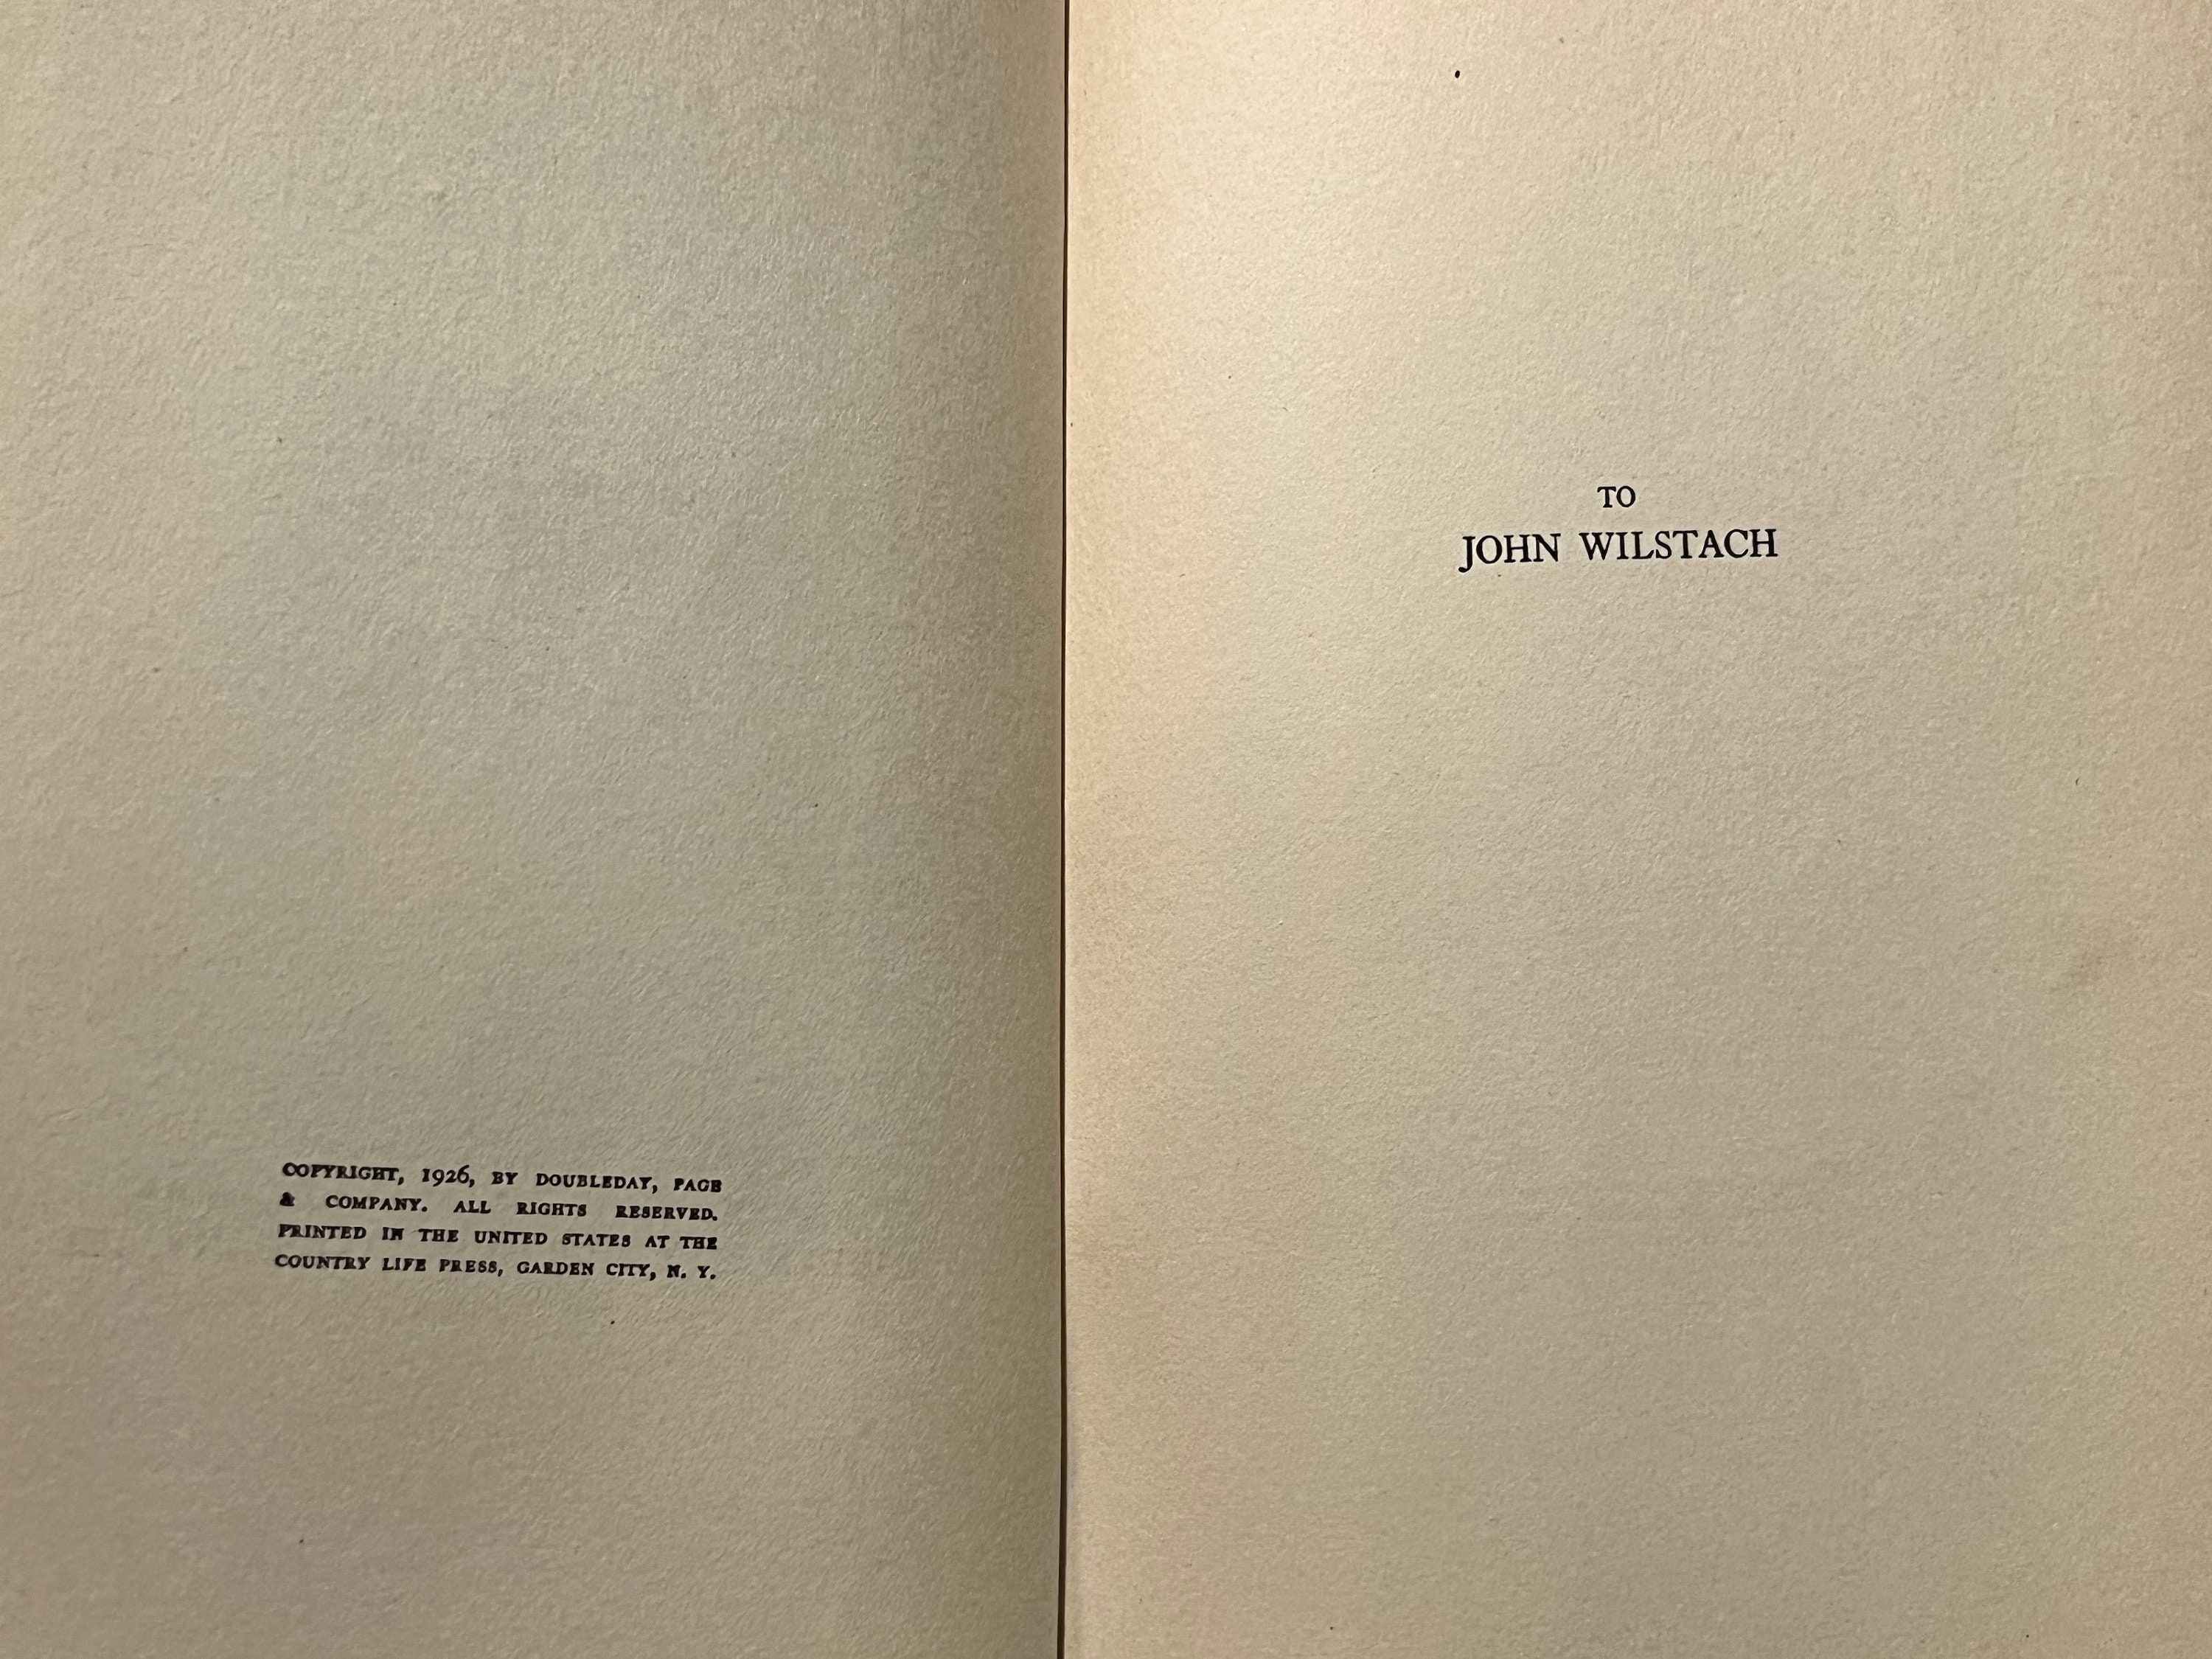 COPYRIGHT, 1926, BY DOUBLEDAY, PAGE
& COMPANY. ALL RIGHTS RESERVED.
PRINTED IN THE UNITED STATES AT THE
COUNTRY LIFE PRESS, GARDEN CITY, N. Y.
TO
JOHN WILSTACH